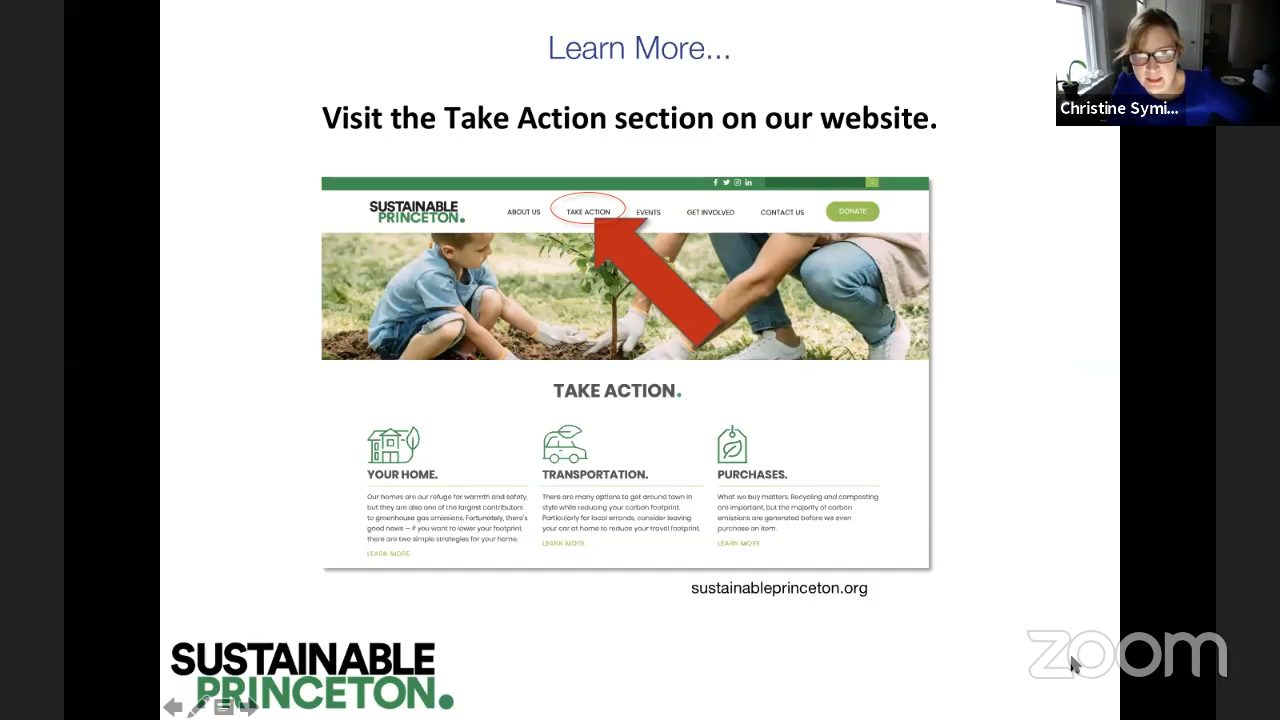 Learn More...
Christine Symi...
Visit the Take Action section on our website.
SUSTAINABLE
PRINCETON.
ABOUT US
TAKE ACTION
EVENTS
GET INVOLVED
CONTACT US
DONATE
TAKE ACTION.
YOUR HOME.
Our homes are our refuge for warmth and safety,
but they are also one of the largest contributors
to greenhouse gas emissions. Fortunately, there's
good news — if you want to lower your footprint,
there are two simple strategies for your home.
LEARN MORE
TRANSPORTATION.
There are many options to get around town in
style while reducing your carbon footprint.
Particularly for local errands, consider leaving
your car at home to reduce your travel footprint.
LEARN MORE
PURCHASES.
What we buy matters. Recycling and composting
are important, but the majority of carbon
emissions are generated before we even
purchase an item.
LEARN MORE
sustainableprinceton.org
SUSTAINABLE
PRINCETON.
zoom